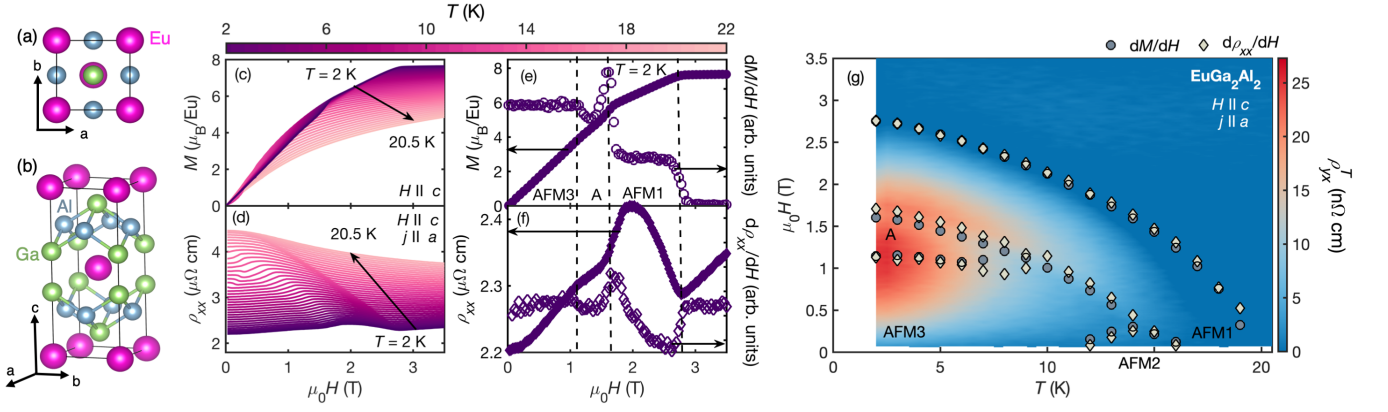 T (K)
2 6 10 14 18 22
(a)
Eu
b
a
(b)
Al
Ga
c
a
b
(c)
T = 2 K
20.5 K
H ∥ c
M (μB/Eu)
8
6
4
2
0
(d)
H ∥ c
j ∥ a
20.5 K
T = 2 K
ρxx (μΩ cm)
4
3
2
0 1 2 3
μ0H (T)
(e)
T = 2 K
M (μB/Eu)
8
6
4
2
0
AFM3 A AFM1
dM/dH (arb. units)
(f)
ρxx (μΩ cm)
2.4
2.3
2.2
dρxx/dH (arb. units)
0 1 2 3
μ0H (T)
dM/dH dρxx/dH
(g)
EuGa2Al2
H ∥ c
j ∥ a
μ0H (T)
3.5
3
2.5
2
1.5
1
0.5
0
A
AFM3
AFM1
AFM2
0 5 10 15 20
T (K)
25
20
15
10
5
0
ρTyx (nΩ cm)